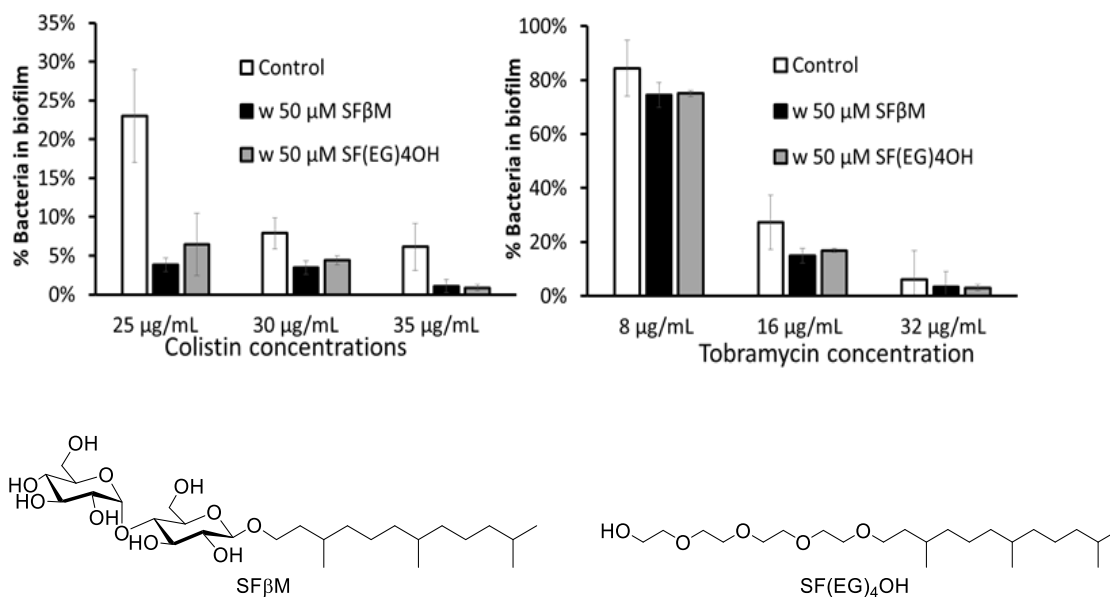 % Bacteria in biofilm
35%
30%
25%
20%
15%
10%
5%
0%
Control
w 50 µM SFβM
w 50 µM SF(EG)4OH
25 µg/mL 30 µg/mL 35 µg/mL
Colistin concentrations
% Bacteria in biofilm
100%
80%
60%
40%
20%
0%
Control
w 50 µM SFβM
w 50 µM SF(EG)4OH
8 µg/mL 16 µg/mL 32 µg/mL
Tobramycin concentration
OH
O
HO
HO
OH
O
OH
O
HO
OH
O
SFβM
HO
O
O
O
O
SF(EG)₄OH